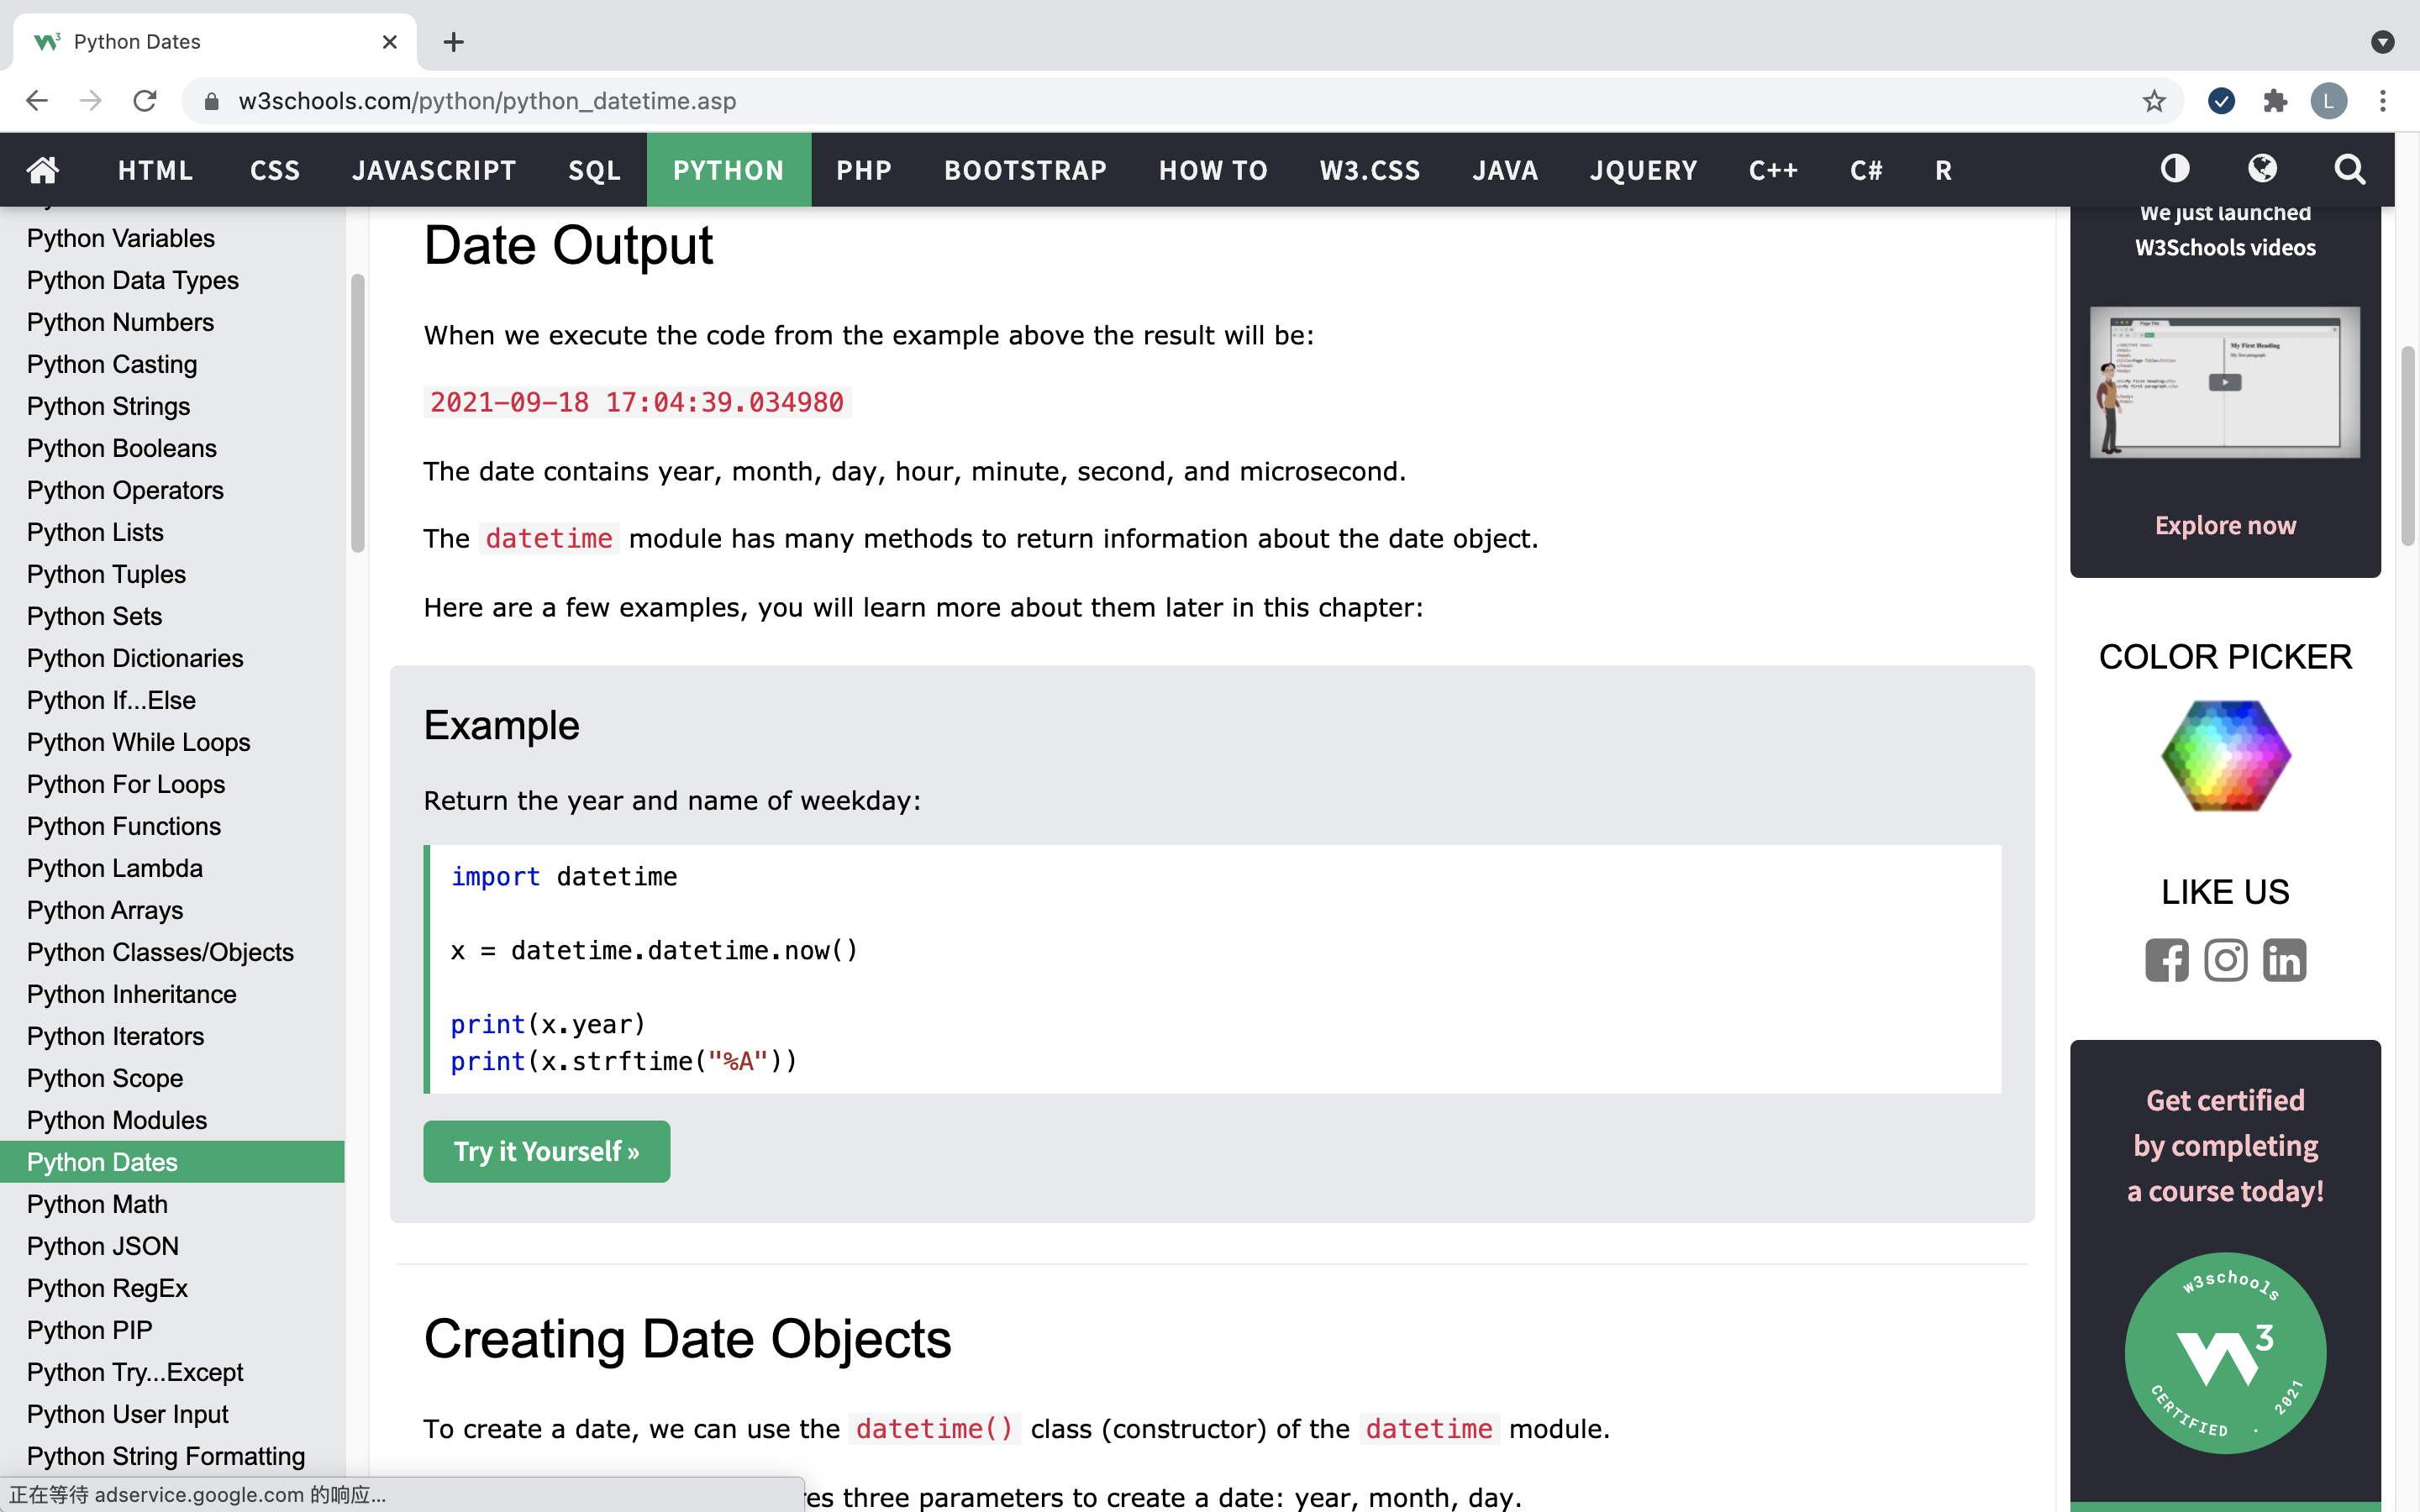 Python Dates
w3schools.com/python/python_datetime.asp
L
HTML CSS JAVASCRIPT SQL PYTHON PHP BOOTSTRAP HOW TO W3.CSS JAVA JQUERY C++ C# R
Python Variables
Python Data Types
Python Numbers
Python Casting
Python Strings
Python Booleans
Python Operators
Python Lists
Python Tuples
Python Sets
Python Dictionaries
Python If...Else
Python While Loops
Python For Loops
Python Functions
Python Lambda
Python Arrays
Python Classes/Objects
Python Inheritance
Python Iterators
Python Scope
Python Modules
Python Dates
Python Math
Python JSON
Python RegEx
Python PIP
Python Try...Except
Python User Input
Python String Formatting
正在等待 adservice.google.com 的响应...
Date Output
When we execute the code from the example above the result will be:
2021-09-18 17:04:39.034980
The date contains year, month, day, hour, minute, second, and microsecond.
The datetime module has many methods to return information about the date object.
Here are a few examples, you will learn more about them later in this chapter:
Example
Return the year and name of weekday:
import datetime
x = datetime.datetime.now()
print(x.year)
print(x.strftime("%A"))
Try it Yourself »
Creating Date Objects
To create a date, we can use the datetime() class (constructor) of the datetime module.
three parameters to create a date: year, month, day.
We just launched
W3Schools videos
My First Heading
Explore now
COLOR PICKER
LIKE US
Get certified
by completing
a course today!
w3schools
W3
CERTIFIED . 2021